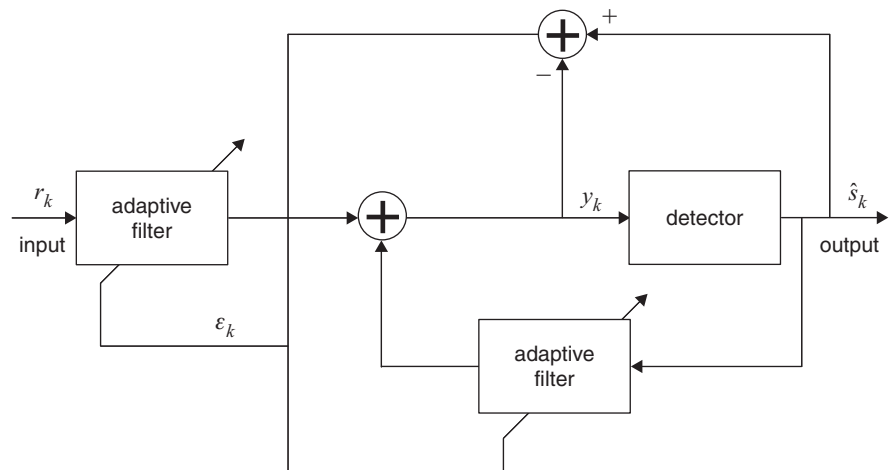 +
−
r_k
input
adaptive
filter
y_k
detector
ŝ_k
output
ε_k
adaptive
filter